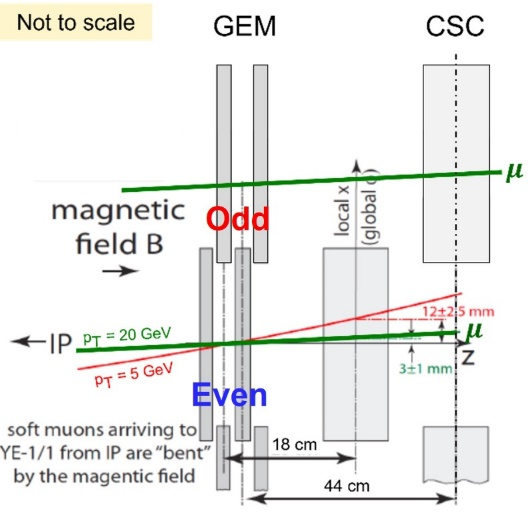 Not to scale
GEM
CSC
μ
local x
(global φ)
magnetic
field B
Odd
12±2.5 mm
IP
pT = 20 GeV
μ
z
pT = 5 GeV
3±1 mm
Even
soft muons arriving to
YE-1/1 from IP are “bent”
by the magentic field
18 cm
44 cm